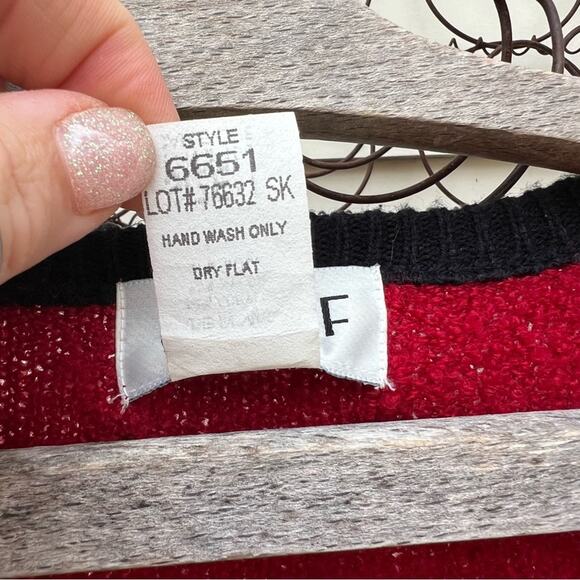 STYLE
6651
LOT# 76632 SK
HAND WASH ONLY
DRY FLAT
F